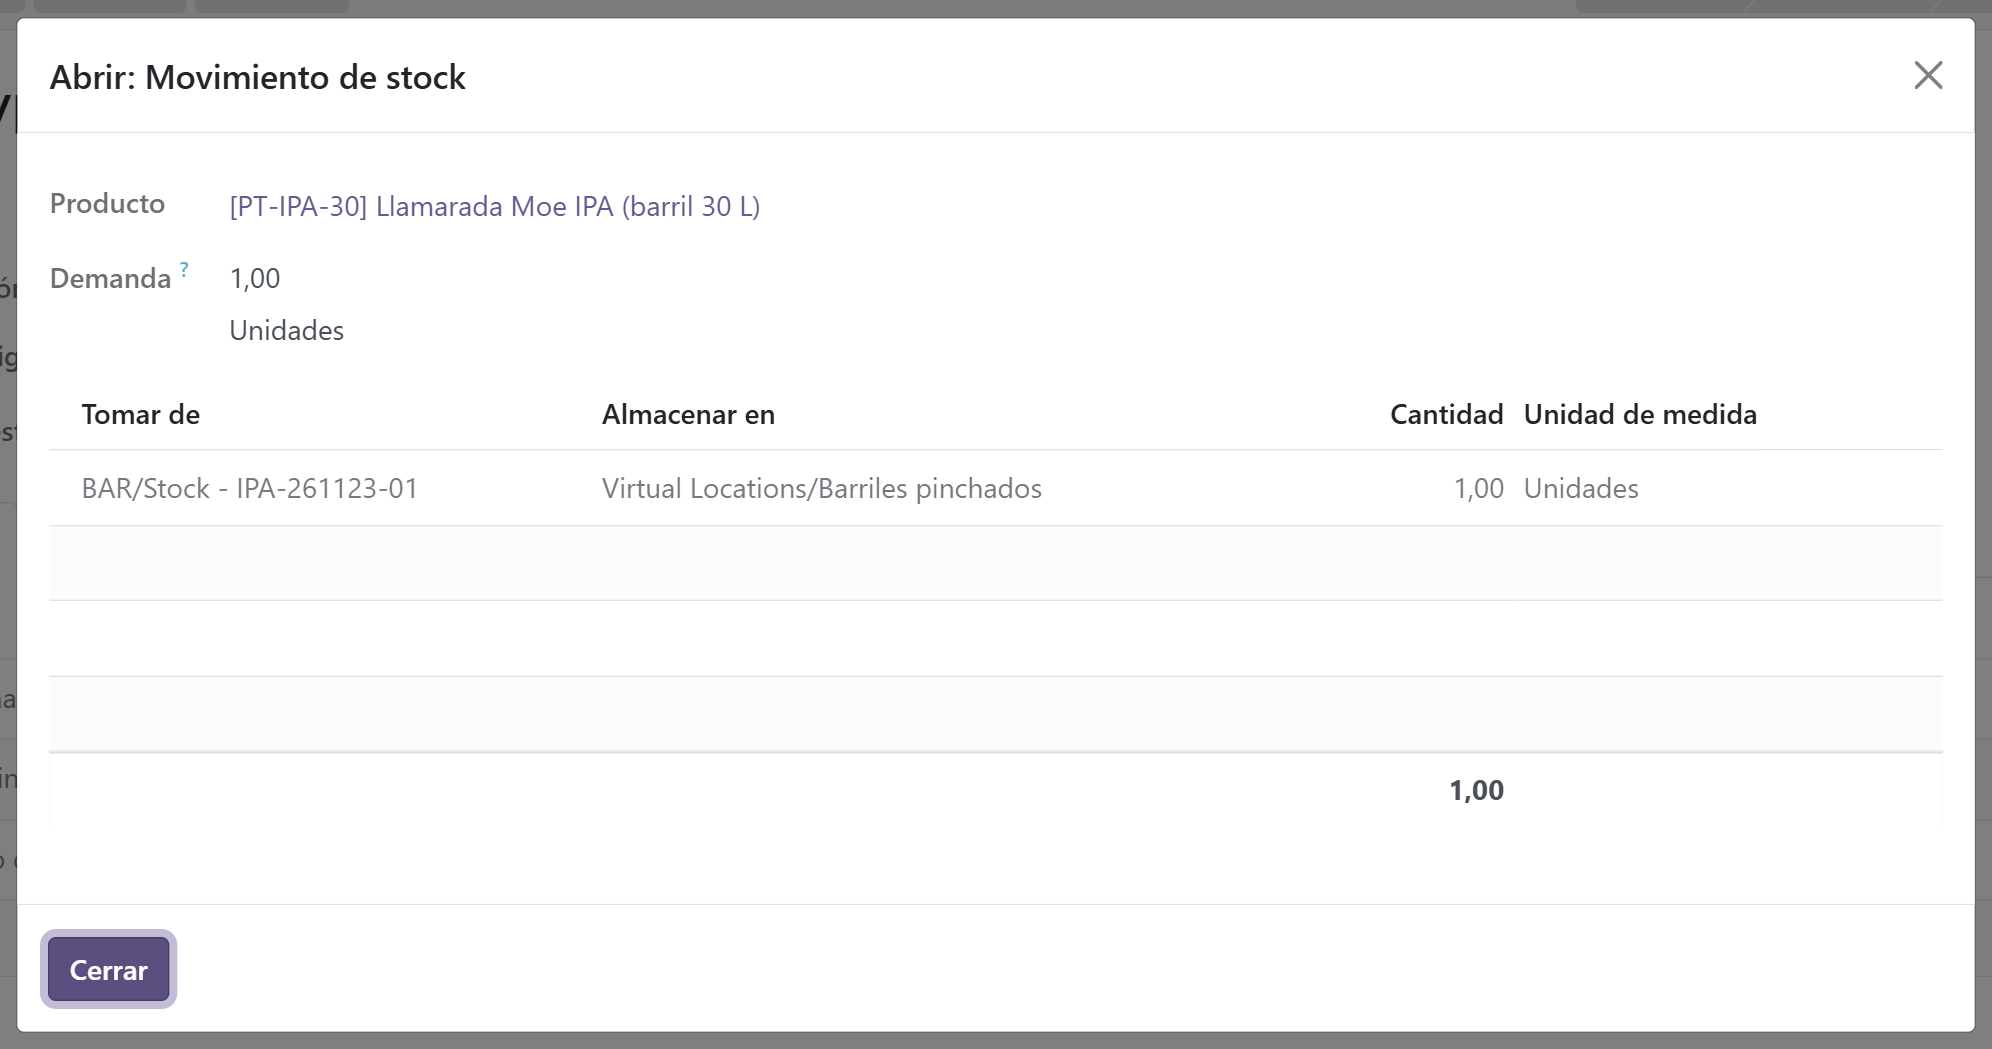 Abrir: Movimiento de stock
Producto
[PT-IPA-30] Llamarada Moe IPA (barril 30 L)
Demanda ?
1,00
Unidades
Tomar de Almacenar en Cantidad Unidad de medida
BAR/Stock - IPA-261123-01 Virtual Locations/Barriles pinchados 1,00 Unidades
1,00
Cerrar